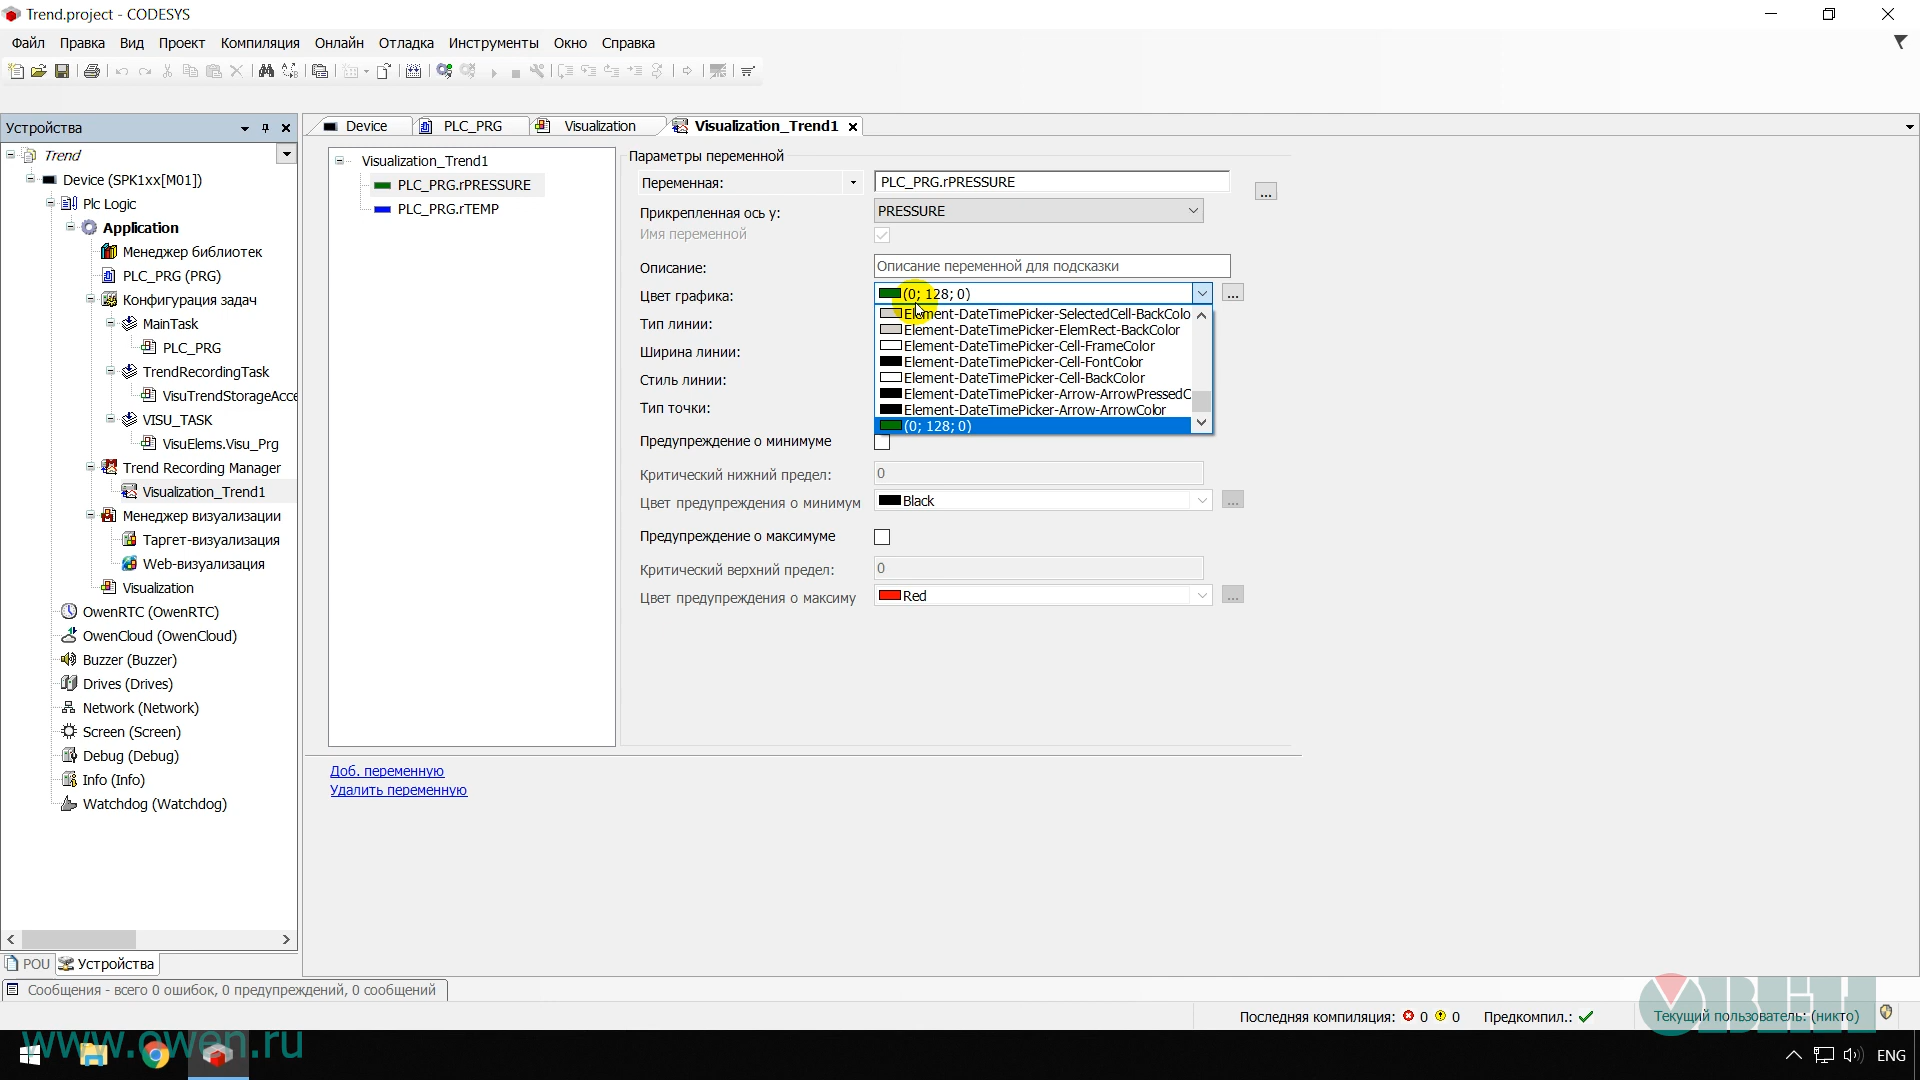 Trend.project - CODESYS
Файл Правка Вид Проект Компиляция Онлайн Отладка Инструменты Окно Справка
Устройства
Device PLC_PRG Visualization Visualization_Trend1
Trend
Device (SPK1xx[M01])
Plc Logic
Application
Менеджер библиотек
PLC_PRG (PRG)
Конфигурация задач
MainTask
PLC_PRG
TrendRecordingTask
VisuTrendStorageAcce
VISU_TASK
VisuElems.Visu_Prg
Trend Recording Manager
Visualization_Trend1
Менеджер визуализации
Таргет-визуализация
Web-визуализация
Visualization
OwenRTC (OwenRTC)
OwenCloud (OwenCloud)
Buzzer (Buzzer)
Drives (Drives)
Network (Network)
Screen (Screen)
Debug (Debug)
Info (Info)
Watchdog (Watchdog)
POU Устройства
Visualization_Trend1
PLC_PRG.rPRESSURE
PLC_PRG.rTEMP
Параметры переменной
Переменная: PLC_PRG.rPRESSURE ...
Прикрепленная ось y: PRESSURE
Имя переменной
Описание: Описание переменной для подсказки
Цвет графика: (0; 128; 0) ...
Тип линии:
Ширина линии:
Стиль линии:
Тип точки:
Element-DateTimePicker-SelectedCell-BackColo
Element-DateTimePicker-ElemRect-BackColor
Element-DateTimePicker-Cell-FrameColor
Element-DateTimePicker-Cell-FontColor
Element-DateTimePicker-Cell-BackColor
Element-DateTimePicker-Arrow-ArrowPressedC
Element-DateTimePicker-Arrow-ArrowColor
(0; 128; 0)
Предупреждение о минимуме
Критический нижний предел: 0
Цвет предупреждения о минимум Black ...
Предупреждение о максимуме
Критический верхний предел: 0
Цвет предупреждения о максиму Red ...
Доб. переменную
Удалить переменную
Сообщения - всего 0 ошибок, 0 предупреждений, 0 сообщений
Последняя компиляция: 0 0 Предкомпил.: Текущий пользователь: (никто)
ОВЕН
www.owen.ru
ENG